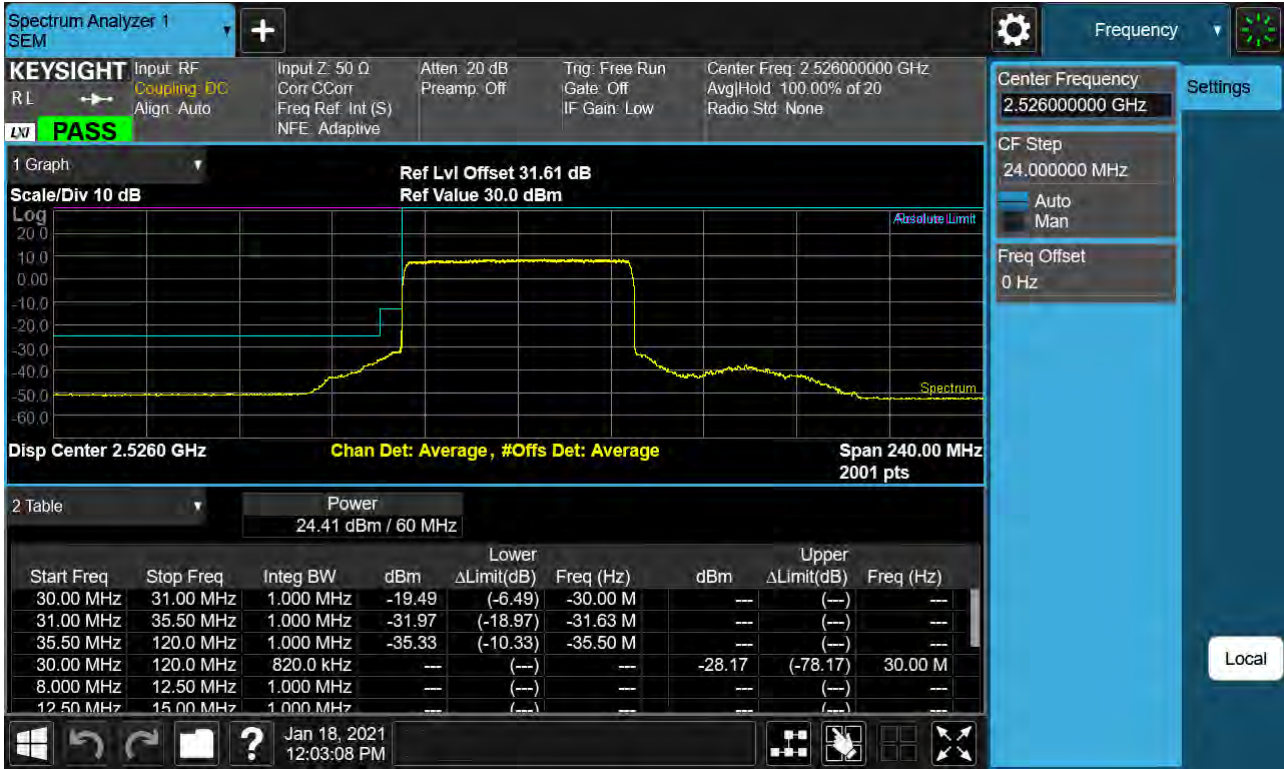 Spectrum Analyzer 1
SEM
+
Frequency
KEYSIGHT
Input: RF
Input Z: 50 Ω
Atten: 20 dB
Trig: Free Run
Center Freq: 2.526000000 GHz
RL
Coupling: DC
Corr CCorr
Preamp: Off
Gate: Off
Avg|Hold: 100.00% of 20
Align: Auto
Freq Ref: Int (S)
IF Gain: Low
Radio Std: None
LXI
PASS
NFE: Adaptive
Center Frequency
2.526000000 GHz
Settings
CF Step
24.000000 MHz
Auto
Man
Freq Offset
0 Hz
1 Graph
Ref Lvl Offset 31.61 dB
Scale/Div 10 dB
Ref Value 30.0 dBm
Log
Absolute Limit
20.0
10.0
0.00
-10.0
-20.0
-30.0
-40.0
-50.0
Spectrum
-60.0
Disp Center 2.5260 GHz
Chan Det: Average, #Offs Det: Average
Span 240.00 MHz
2001 pts
2 Table
Power
24.41 dBm / 60 MHz
Lower Upper
Start Freq Stop Freq Integ BW dBm ΔLimit(dB) Freq (Hz) dBm ΔLimit(dB) Freq (Hz)
30.00 MHz 31.00 MHz 1.000 MHz -19.49 (-6.49) -30.00 M --- (---) ---
31.00 MHz 35.50 MHz 1.000 MHz -31.97 (-18.97) -31.63 M --- (---) ---
35.50 MHz 120.0 MHz 1.000 MHz -35.33 (-10.33) -35.50 M --- (---) ---
30.00 MHz 120.0 MHz 820.0 kHz --- (---) --- -28.17 (-78.17) 30.00 M
8.000 MHz 12.50 MHz 1.000 MHz --- (---) --- --- (---) ---
12.50 MHz 15.00 MHz 1.000 MHz --- (---) --- --- (---) ---
Local
?
Jan 18, 2021
12:03:08 PM